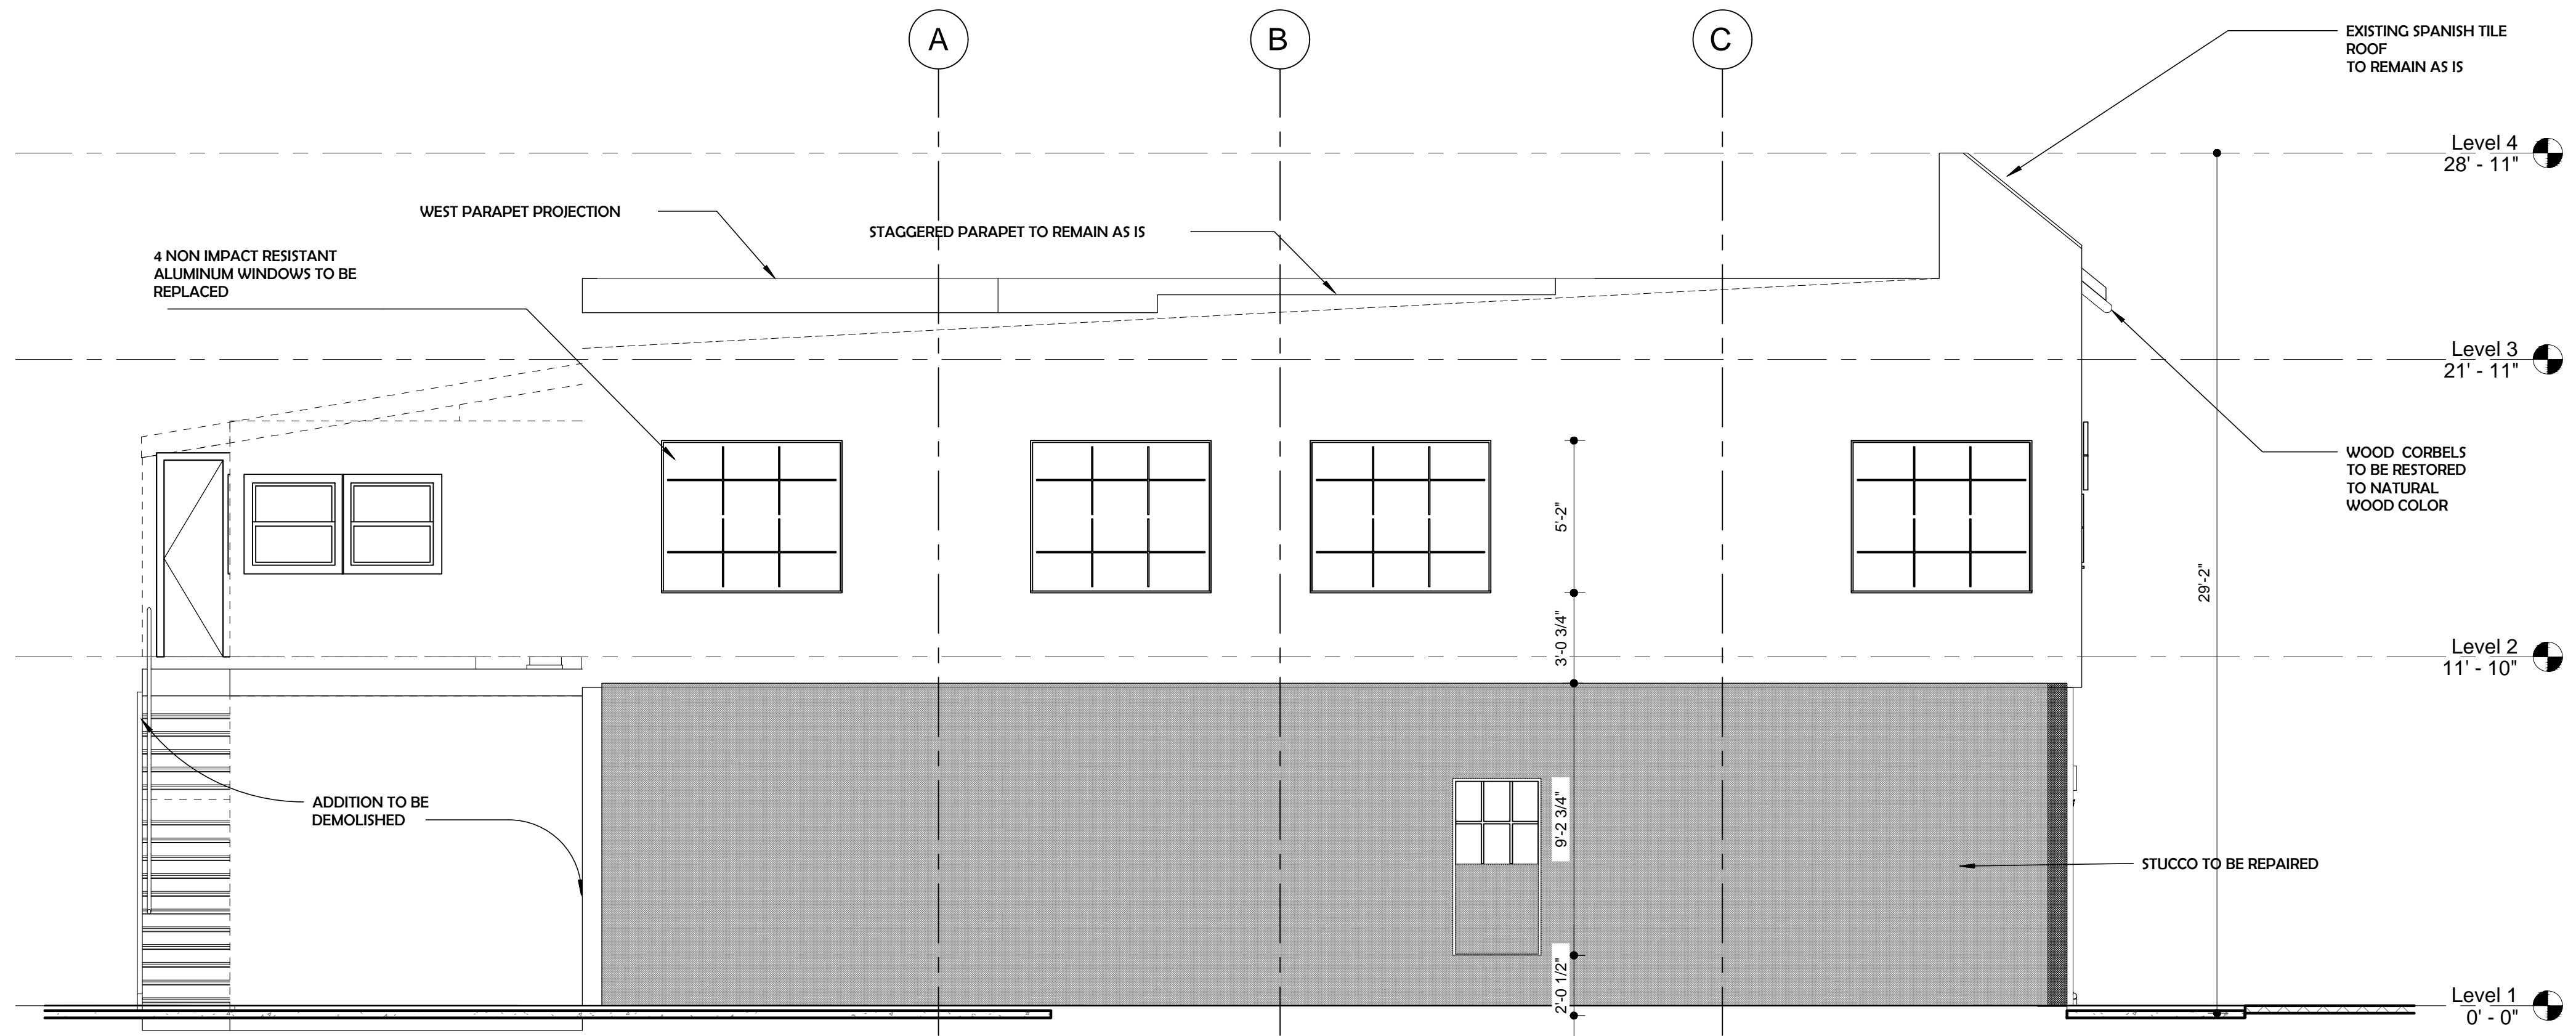 A
B
C
EXISTING SPANISH TILE
ROOF
TO REMAIN AS IS
Level 4
28' - 11"
WEST PARAPET PROJECTION
STAGGERED PARAPET TO REMAIN AS IS
4 NON IMPACT RESISTANT
ALUMINUM WINDOWS TO BE
REPLACED
Level 3
21' - 11"
WOOD CORBELS
TO BE RESTORED
TO NATURAL
WOOD COLOR
5'-2"
29'-2"
3'-0 3/4"
Level 2
11' - 10"
ADDITION TO BE
DEMOLISHED
9'-2 3/4"
STUCCO TO BE REPAIRED
2'-0 1/2"
Level 1
0' - 0"